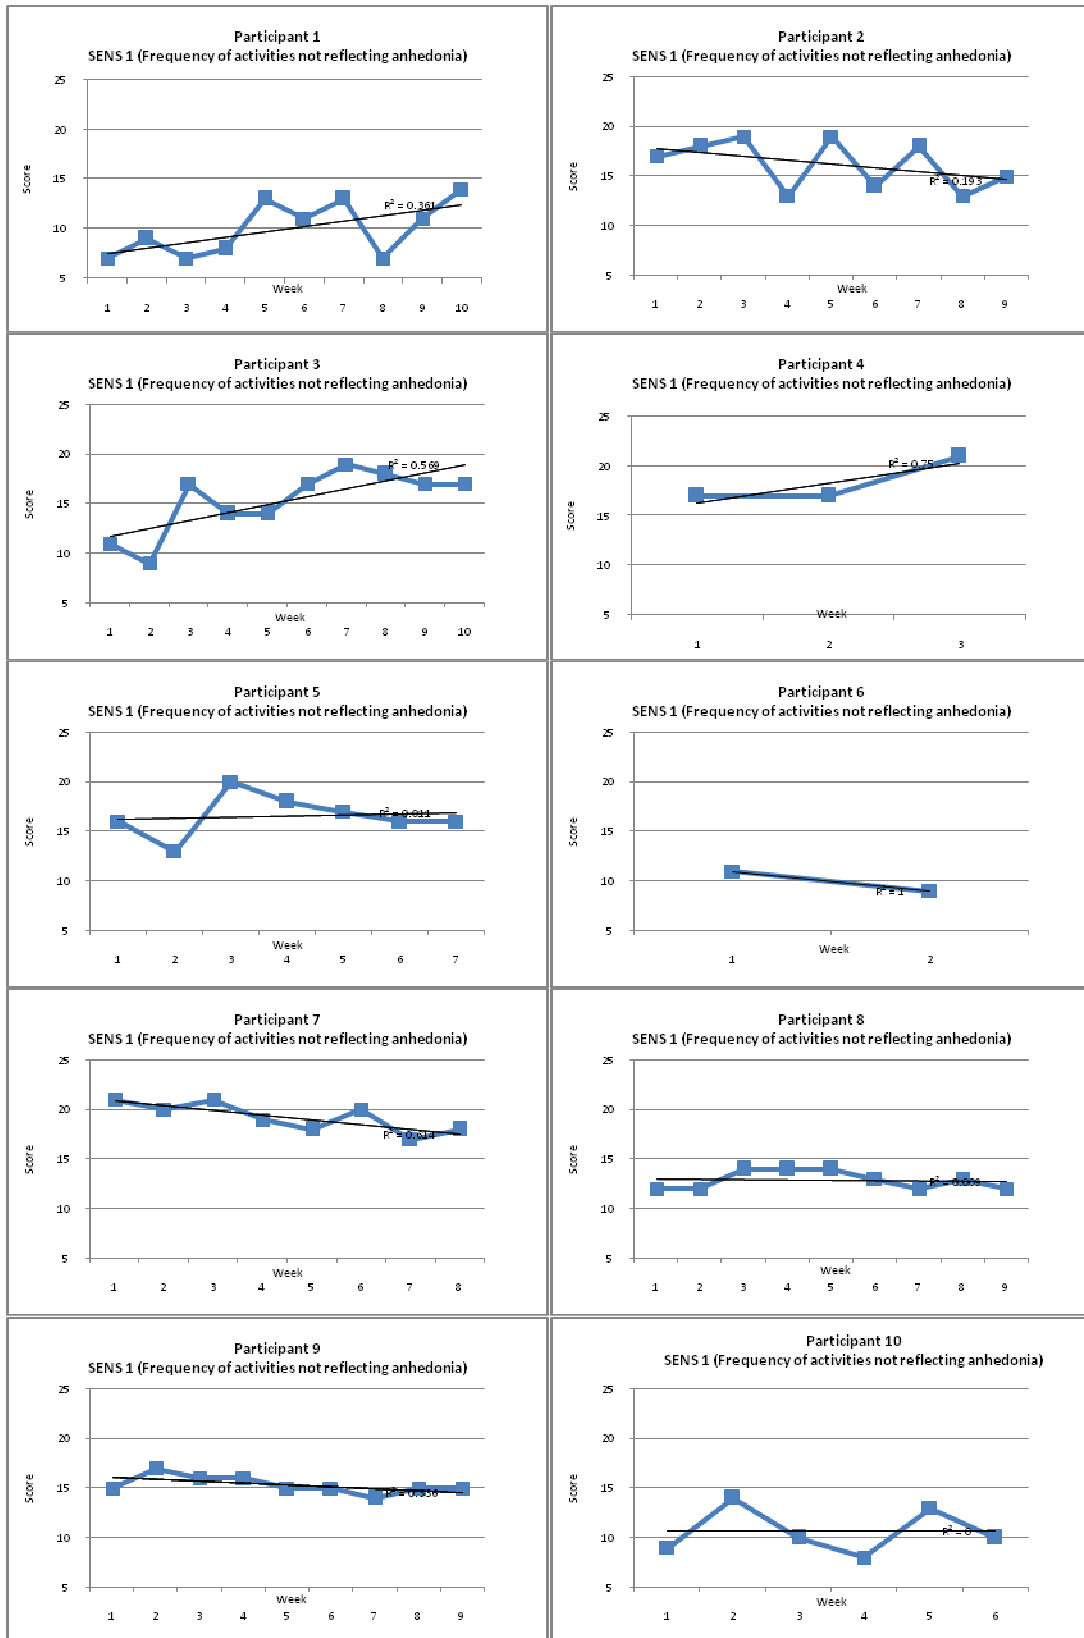 Participant 1
SENS 1 (Frequency of activities not reflecting anhedonia)
25
20
15
10
5
Score
R² = 0.361
Week
1 2 3 4 5 6 7 8 9 10
Participant 2
SENS 1 (Frequency of activities not reflecting anhedonia)
25
20
15
10
5
Score
R² = 0.193
Week
1 2 3 4 5 6 7 8 9
Participant 3
SENS 1 (Frequency of activities not reflecting anhedonia)
25
20
15
10
5
Score
R² = 0.569
Week
1 2 3 4 5 6 7 8 9 10
Participant 4
SENS 1 (Frequency of activities not reflecting anhedonia)
25
20
15
10
5
Score
R² = 0.75
Week
1 2 3
Participant 5
SENS 1 (Frequency of activities not reflecting anhedonia)
25
20
15
10
5
Score
R² = 0.011
Week
1 2 3 4 5 6 7
Participant 6
SENS 1 (Frequency of activities not reflecting anhedonia)
25
20
15
10
5
Score
R² = 1
Week
1 2
Participant 7
SENS 1 (Frequency of activities not reflecting anhedonia)
25
20
15
10
5
Score
R² = 0.614
Week
1 2 3 4 5 6 7 8
Participant 8
SENS 1 (Frequency of activities not reflecting anhedonia)
25
20
15
10
5
Score
R² = 0.009
Week
1 2 3 4 5 6 7 8 9
Participant 9
SENS 1 (Frequency of activities not reflecting anhedonia)
25
20
15
10
5
Score
R² = 0.336
Week
1 2 3 4 5 6 7 8 9
Participant 10
SENS 1 (Frequency of activities not reflecting anhedonia)
25
20
15
10
5
Score
R² = 0
Week
1 2 3 4 5 6